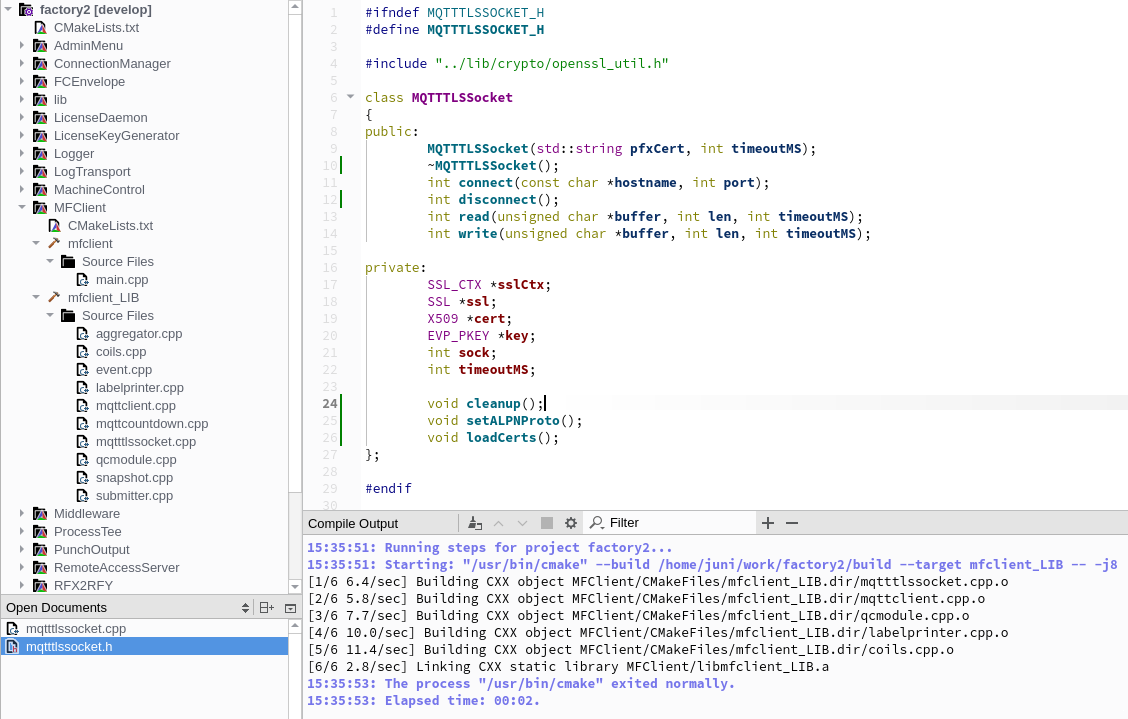 factory2 [develop]
CMakeLists.txt
AdminMenu
ConnectionManager
FCEnvelope
lib
LicenseDaemon
LicenseKeyGenerator
Logger
LogTransport
MachineControl
MFClient
CMakeLists.txt
mfclient
Source Files
main.cpp
mfclient_LIB
Source Files
aggregator.cpp
coils.cpp
event.cpp
labelprinter.cpp
mqttclient.cpp
mqttcountdown.cpp
mqtttlssocket.cpp
qcmodule.cpp
snapshot.cpp
submitter.cpp
Middleware
ProcessTee
PunchOutput
RemoteAccessServer
RFX2RFY
Open Documents
mqtttlssocket.cpp
mqtttlssocket.h
1 #ifndef MQTTTLSSOCKET_H
2 #define MQTTTLSSOCKET_H
3
4 #include "../lib/crypto/openssl_util.h"
5
6 class MQTTTLSSocket
7 {
8 public:
9 MQTTTLSSocket(std::string pfxCert, int timeoutMS);
10 ~MQTTTLSSocket();
11 int connect(const char *hostname, int port);
12 int disconnect();
13 int read(unsigned char *buffer, int len, int timeoutMS);
14 int write(unsigned char *buffer, int len, int timeoutMS);
15
16 private:
17 SSL_CTX *sslCtx;
18 SSL *ssl;
19 X509 *cert;
20 EVP_PKEY *key;
21 int sock;
22 int timeoutMS;
23
24 void cleanup();
25 void setALPNProto();
26 void loadCerts();
27 };
28
29 #endif
30
Compile Output Filter
15:35:51: Running steps for project factory2...
15:35:51: Starting: "/usr/bin/cmake" --build /home/juni/work/factory2/build --target mfclient_LIB -- -j8
[1/6 6.4/sec] Building CXX object MFClient/CMakeFiles/mfclient_LIB.dir/mqtttlssocket.cpp.o
[2/6 5.8/sec] Building CXX object MFClient/CMakeFiles/mfclient_LIB.dir/mqttclient.cpp.o
[3/6 7.7/sec] Building CXX object MFClient/CMakeFiles/mfclient_LIB.dir/qcmodule.cpp.o
[4/6 10.0/sec] Building CXX object MFClient/CMakeFiles/mfclient_LIB.dir/labelprinter.cpp.o
[5/6 11.4/sec] Building CXX object MFClient/CMakeFiles/mfclient_LIB.dir/coils.cpp.o
[6/6 2.8/sec] Linking CXX static library MFClient/libmfclient_LIB.a
15:35:53: The process "/usr/bin/cmake" exited normally.
15:35:53: Elapsed time: 00:02.